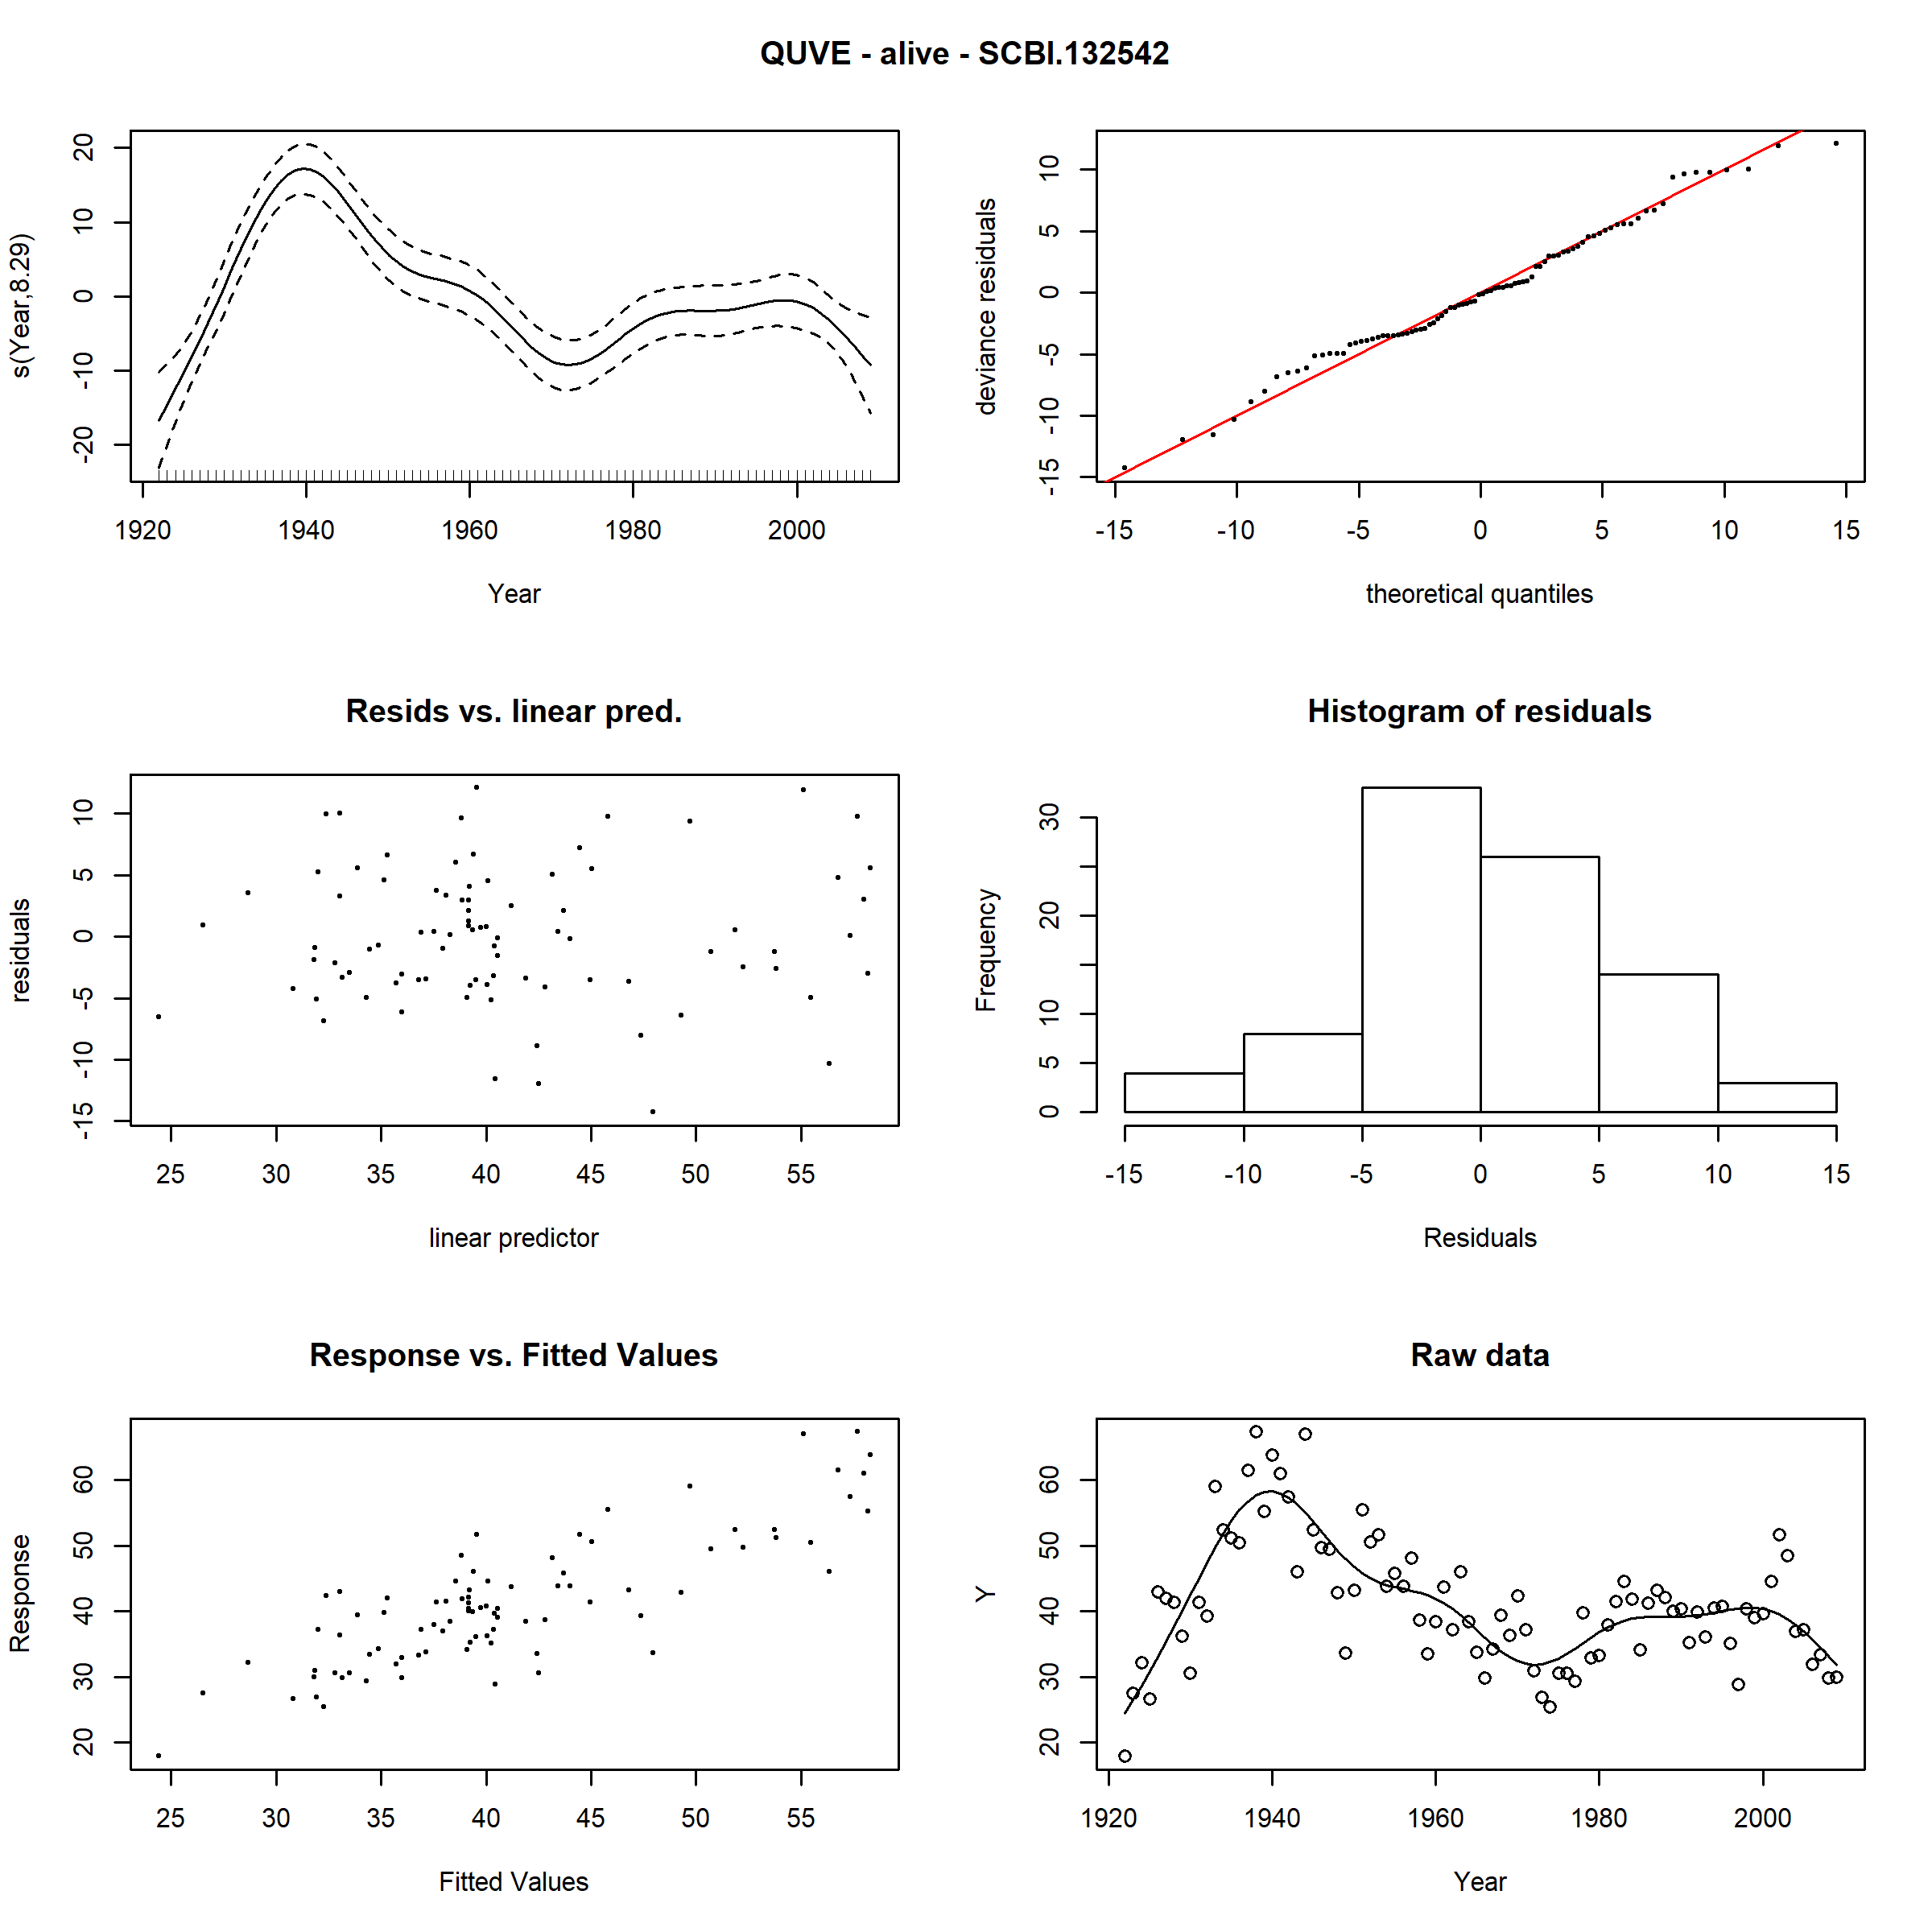 QUVE - alive - SCBI.132542
s(Year,8.29)
20
10
0
-10
-20
1920 1940 1960 1980 2000
Year
deviance residuals
10
5
0
-5
-10
-15
-15 -10 -5 0 5 10 15
theoretical quantiles
Resids vs. linear pred.
residuals
10
5
0
-5
-10
-15
25 30 35 40 45 50 55
linear predictor
Histogram of residuals
Frequency
30
20
10
5
0
-15 -10 -5 0 5 10 15
Residuals
Response vs. Fitted Values
Response
60
50
40
30
20
25 30 35 40 45 50 55
Fitted Values
Raw data
Y
60
50
40
30
20
1920 1940 1960 1980 2000
Year